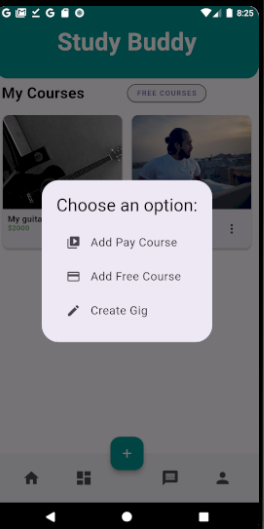 8:25
Study Buddy
My Courses
FREE COURSES
Choose an option:
Add Pay Course
Add Free Course
Create Gig
My guita
$2000